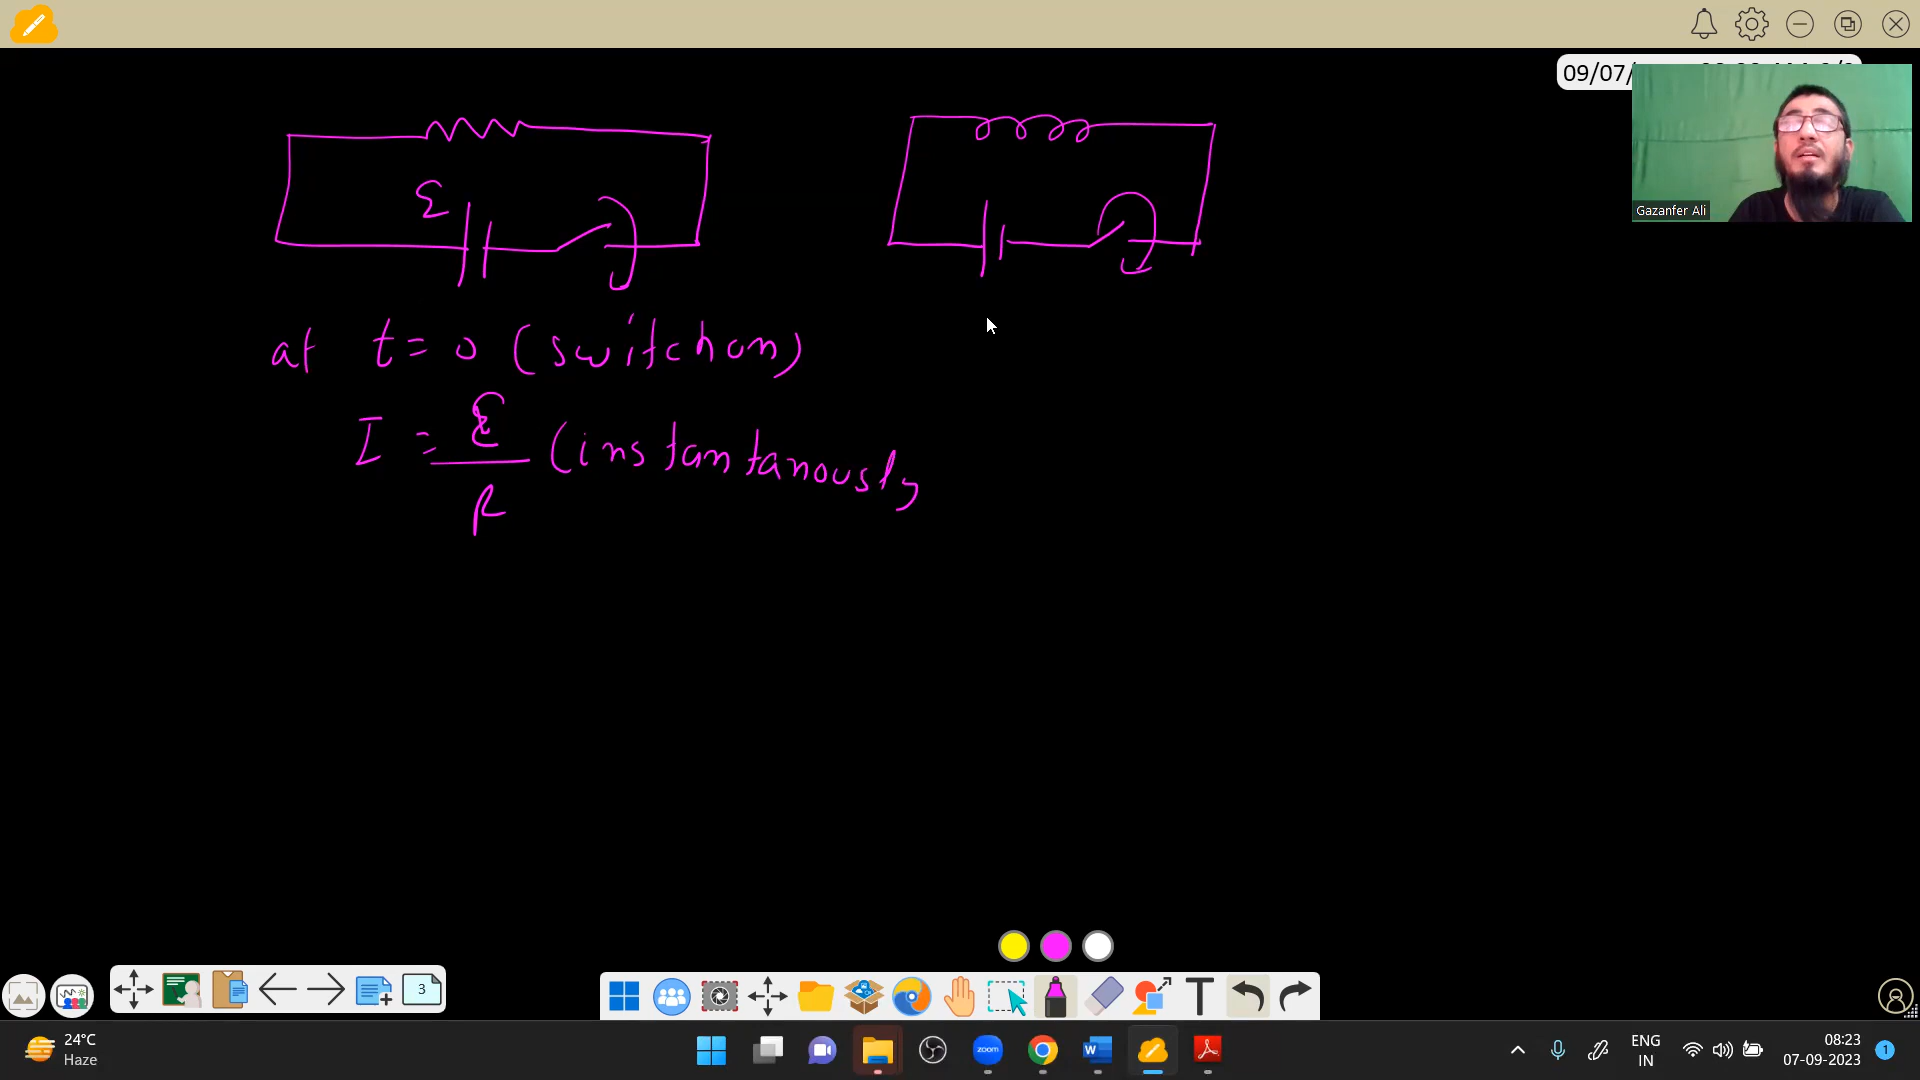 09/07/
Gazanfer Ali
Ɛ
at t = 0 (switch on)
I = Ɛ
(instantanously
R
3
T
24°C
Haze
zoom
W
ENG
IN
08:23
07-09-2023
1